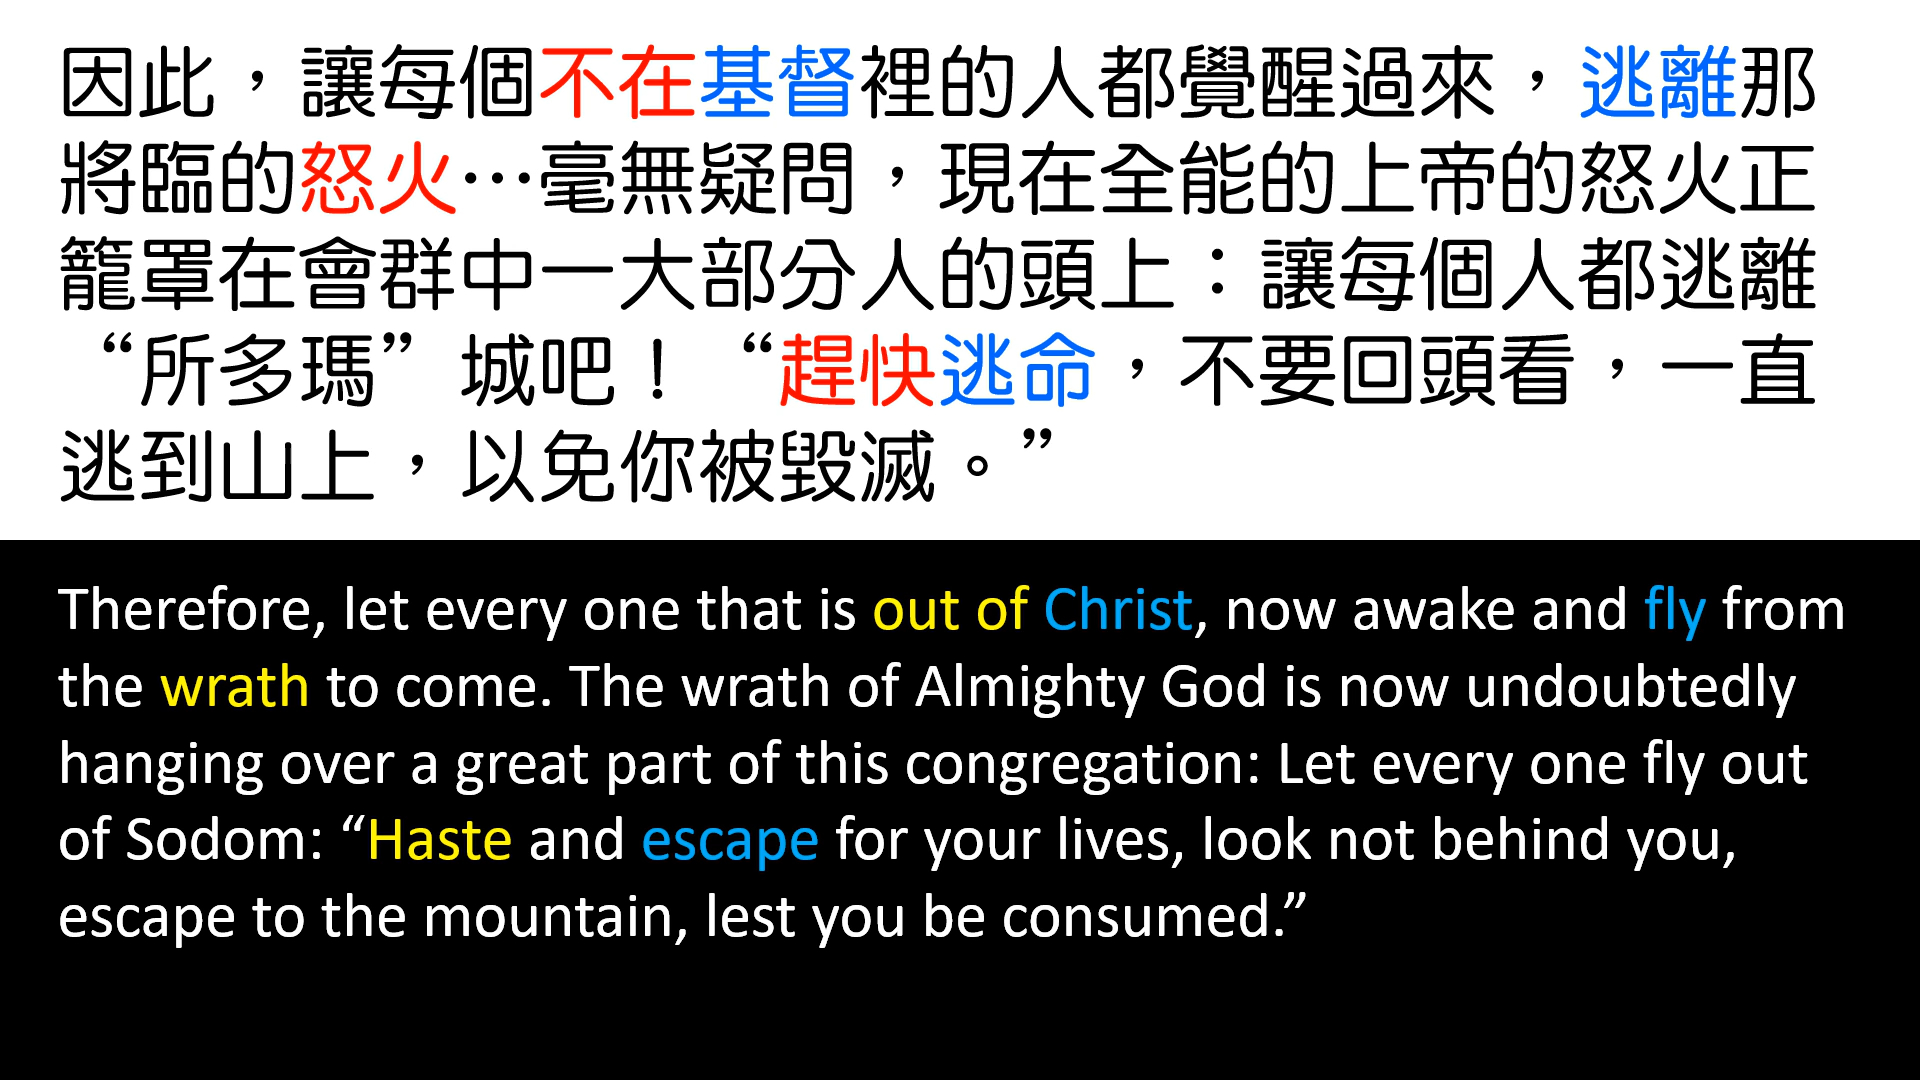 因此，讓每個不在基督裡的人都覺醒過來，逃離那
將臨的怒火…毫無疑問，現在全能的上帝的怒火正
籠罩在會群中一大部分人的頭上：讓每個人都逃離
“所多瑪”城吧！“趕快逃命，不要回頭看，一直
逃到山上，以免你被毀滅。”
Therefore, let every one that is out of Christ, now awake and fly from
the wrath to come. The wrath of Almighty God is now undoubtedly
hanging over a great part of this congregation: Let every one fly out
of Sodom: “Haste and escape for your lives, look not behind you,
escape to the mountain, lest you be consumed.”